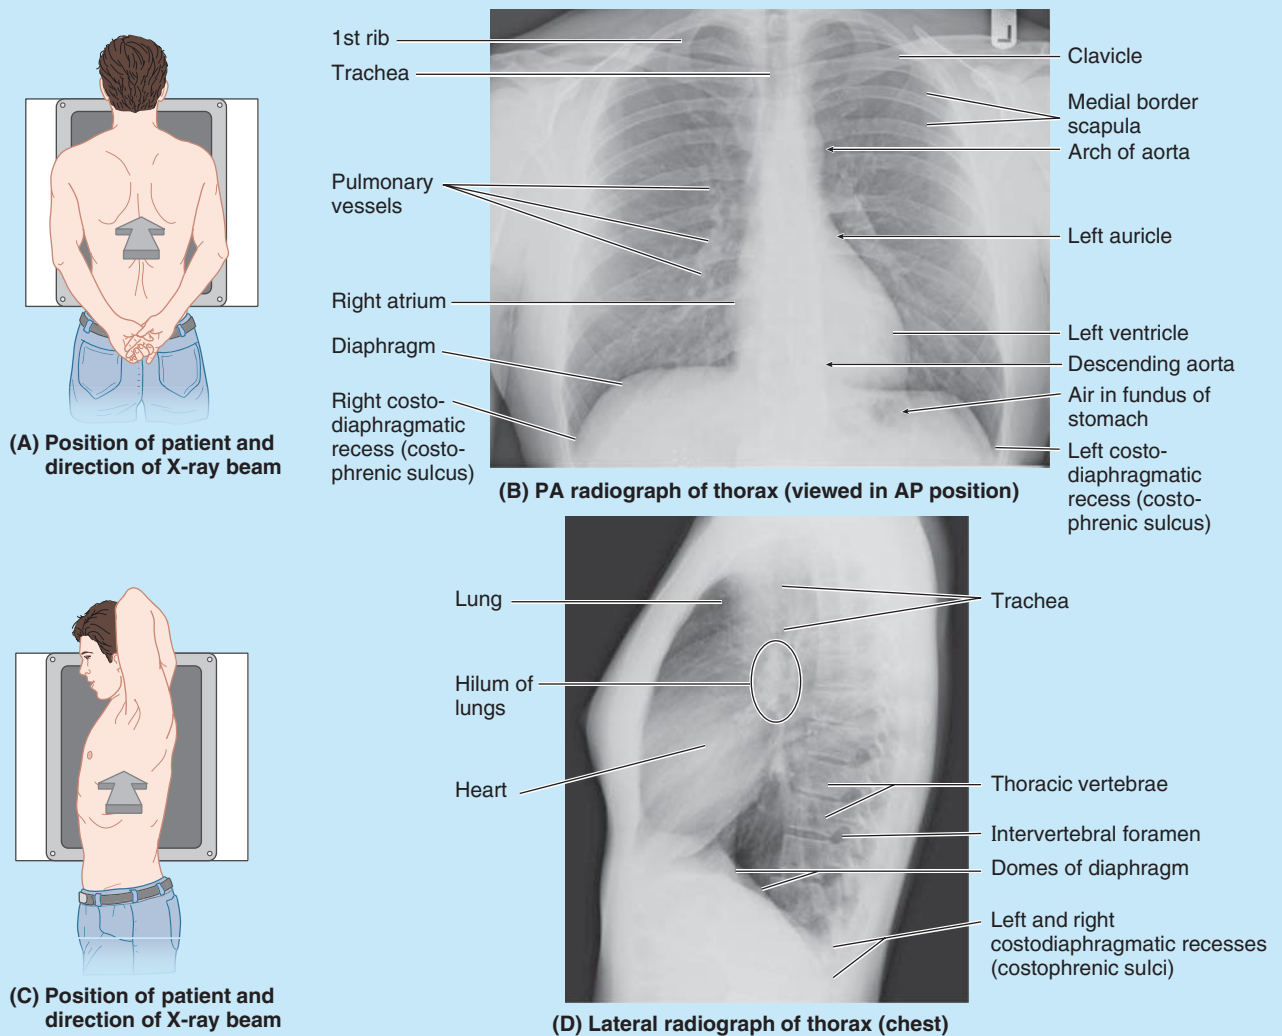 1st rib
Trachea
Pulmonary
vessels
Right atrium
Diaphragm
Right costo-
diaphragmatic
recess (costo-
phrenic sulcus)
L
Clavicle
Medial border
scapula
Arch of aorta
Left auricle
Left ventricle
Descending aorta
Air in fundus of
stomach
Left costo-
diaphragmatic
recess (costo-
phrenic sulcus)
(A) Position of patient and
direction of X-ray beam
(B) PA radiograph of thorax (viewed in AP position)
Lung
Hilum of
lungs
Heart
Trachea
Thoracic vertebrae
Intervertebral foramen
Domes of diaphragm
Left and right
costodiaphragmatic recesses
(costophrenic sulci)
(C) Position of patient and
direction of X-ray beam
(D) Lateral radiograph of thorax (chest)